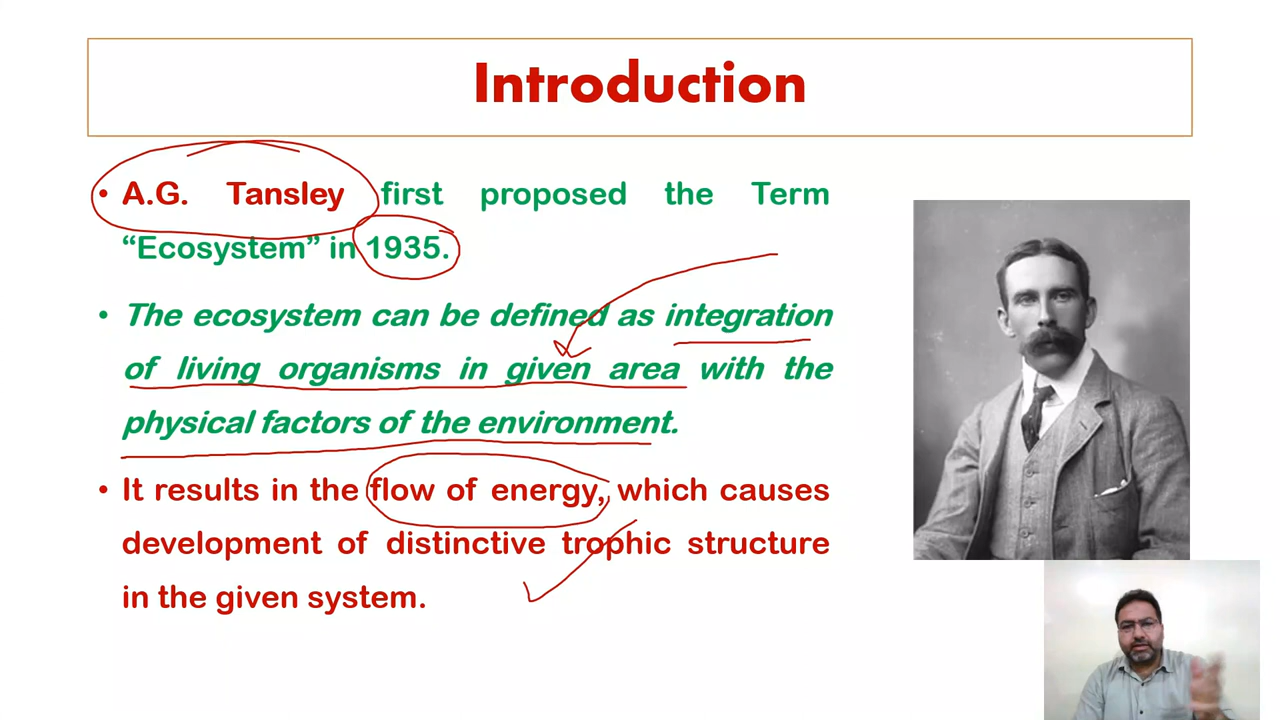 Introduction
• A.G. Tansley first proposed the Term
“Ecosystem” in 1935.
• The ecosystem can be defined as integration
of living organisms in given area with the
physical factors of the environment.
• It results in the flow of energy, which causes
development of distinctive trophic structure
in the given system.